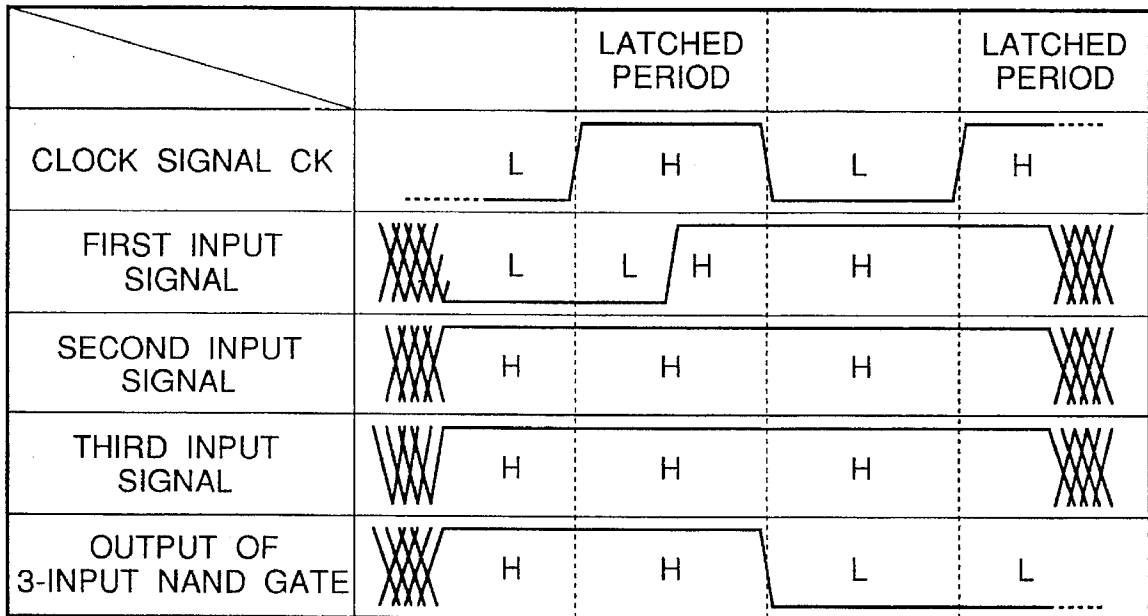 LATCHED
PERIOD
LATCHED
PERIOD
CLOCK SIGNAL CK
L
H
L
H
FIRST INPUT
SIGNAL
L
L
H
H
SECOND INPUT
SIGNAL
H
H
H
THIRD INPUT
SIGNAL
H
H
H
OUTPUT OF
3-INPUT NAND GATE
H
H
L
L